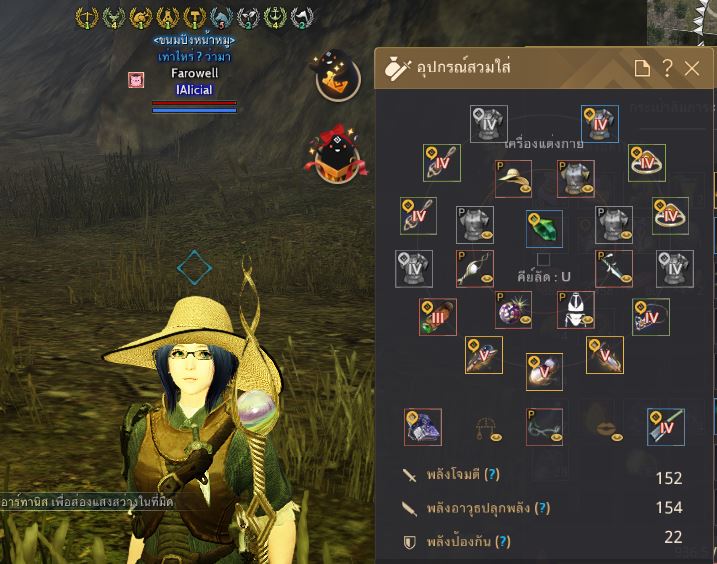 <ขนมปังหน้าหมู>
เท่าไหร่ ? ว่ามา
Farowell
IAlicial
อาร์ทานิส เพื่อส่องแสงสว่างในที่มืด
อุปกรณ์สวมใส่
เครื่องแต่งกาย
คีย์ลัด : U
พลังโจมตี (?)
152
พลังอาวุธปลุกพลัง (?)
154
พลังป้องกัน (?)
22